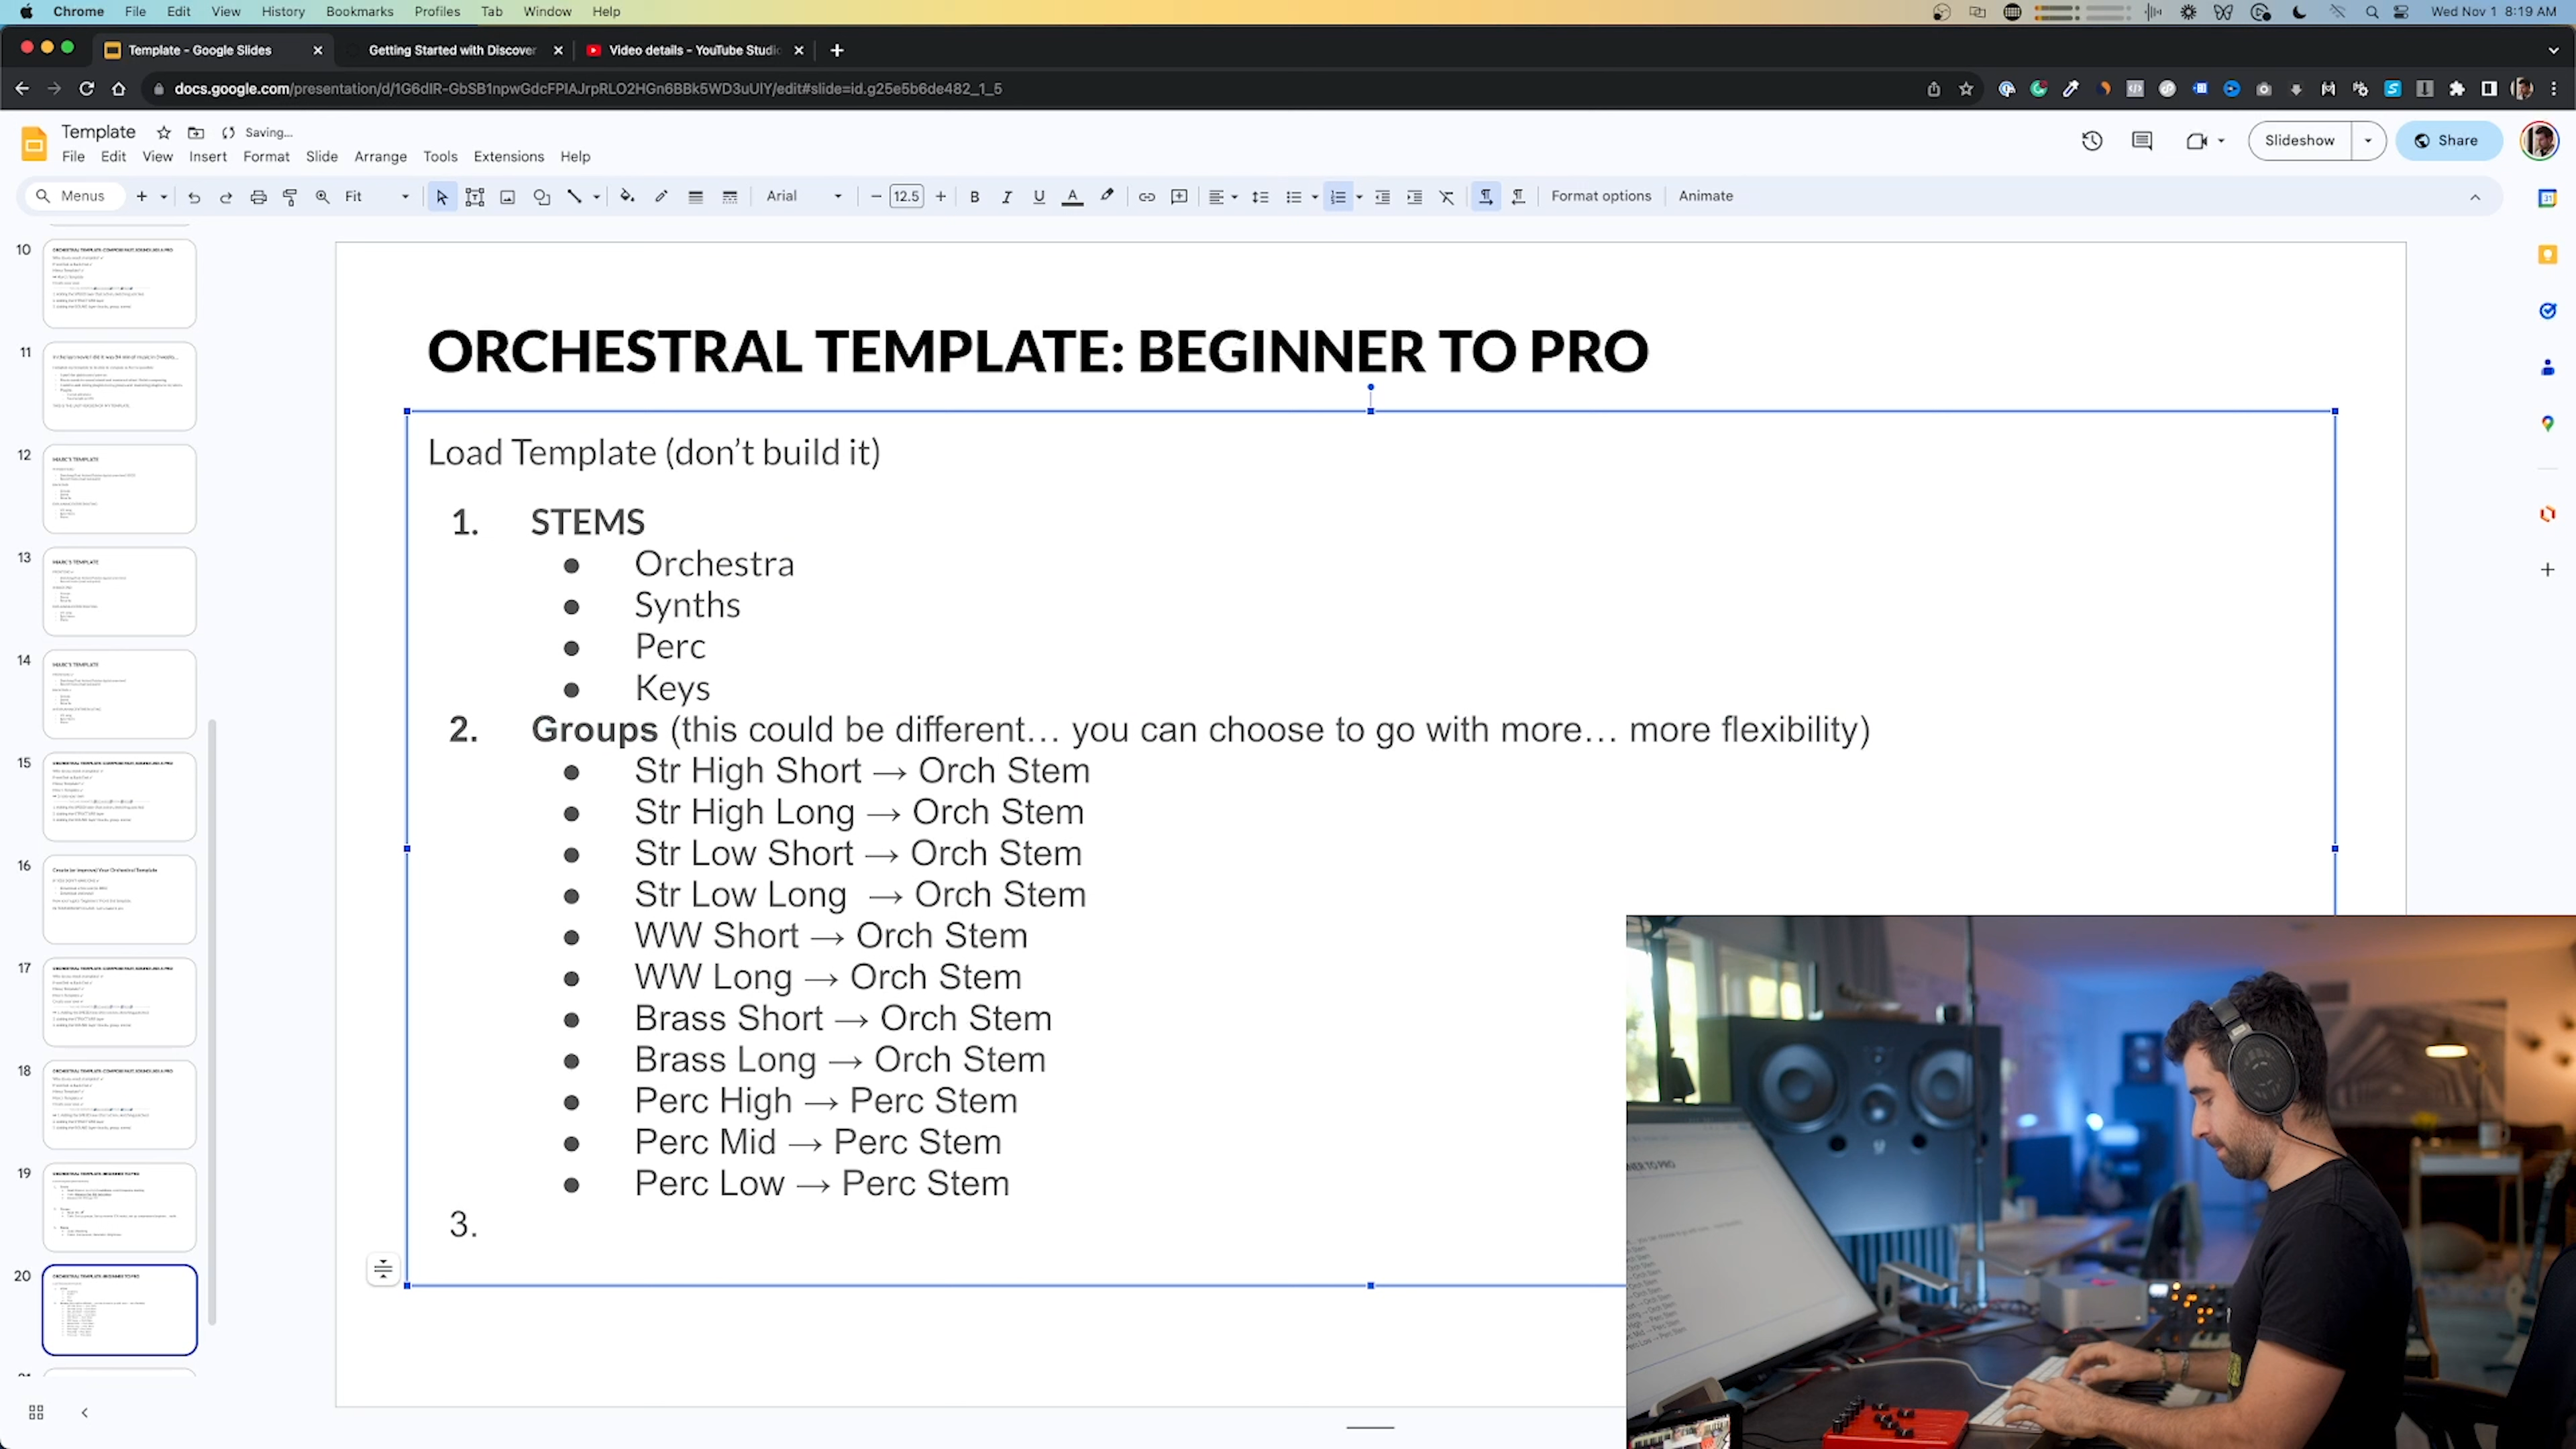 Chrome File Edit View History Bookmarks Profiles Tab Window Help
Wed Nov 1 8:19 AM
Template - Google Slides
Getting Started with Discover
Video details - YouTube Studio
docs.google.com/presentation/d/1G6dIR-GbSB1npwGdcFPIAJrpRLO2HGn6BBk5WD3uUIY/edit#slide=id.g25e5b6de482_1_5
Template
Saving...
File Edit View Insert Format Slide Arrange Tools Extensions Help
Slideshow
Share
Menus
Fit
Arial
12.5
Format options
Animate
10
11
12
13
14
15
16
17
18
19
20
ORCHESTRAL TEMPLATE: BEGINNER TO PRO
Load Template (don’t build it)
1. STEMS
● Orchestra
● Synths
● Perc
● Keys
2. Groups (this could be different… you can choose to go with more… more flexibility)
● Str High Short → Orch Stem
● Str High Long → Orch Stem
● Str Low Short → Orch Stem
● Str Low Long → Orch Stem
● WW Short → Orch Stem
● WW Long → Orch Stem
● Brass Short → Orch Stem
● Brass Long → Orch Stem
● Perc High → Perc Stem
● Perc Mid → Perc Stem
● Perc Low → Perc Stem
3.